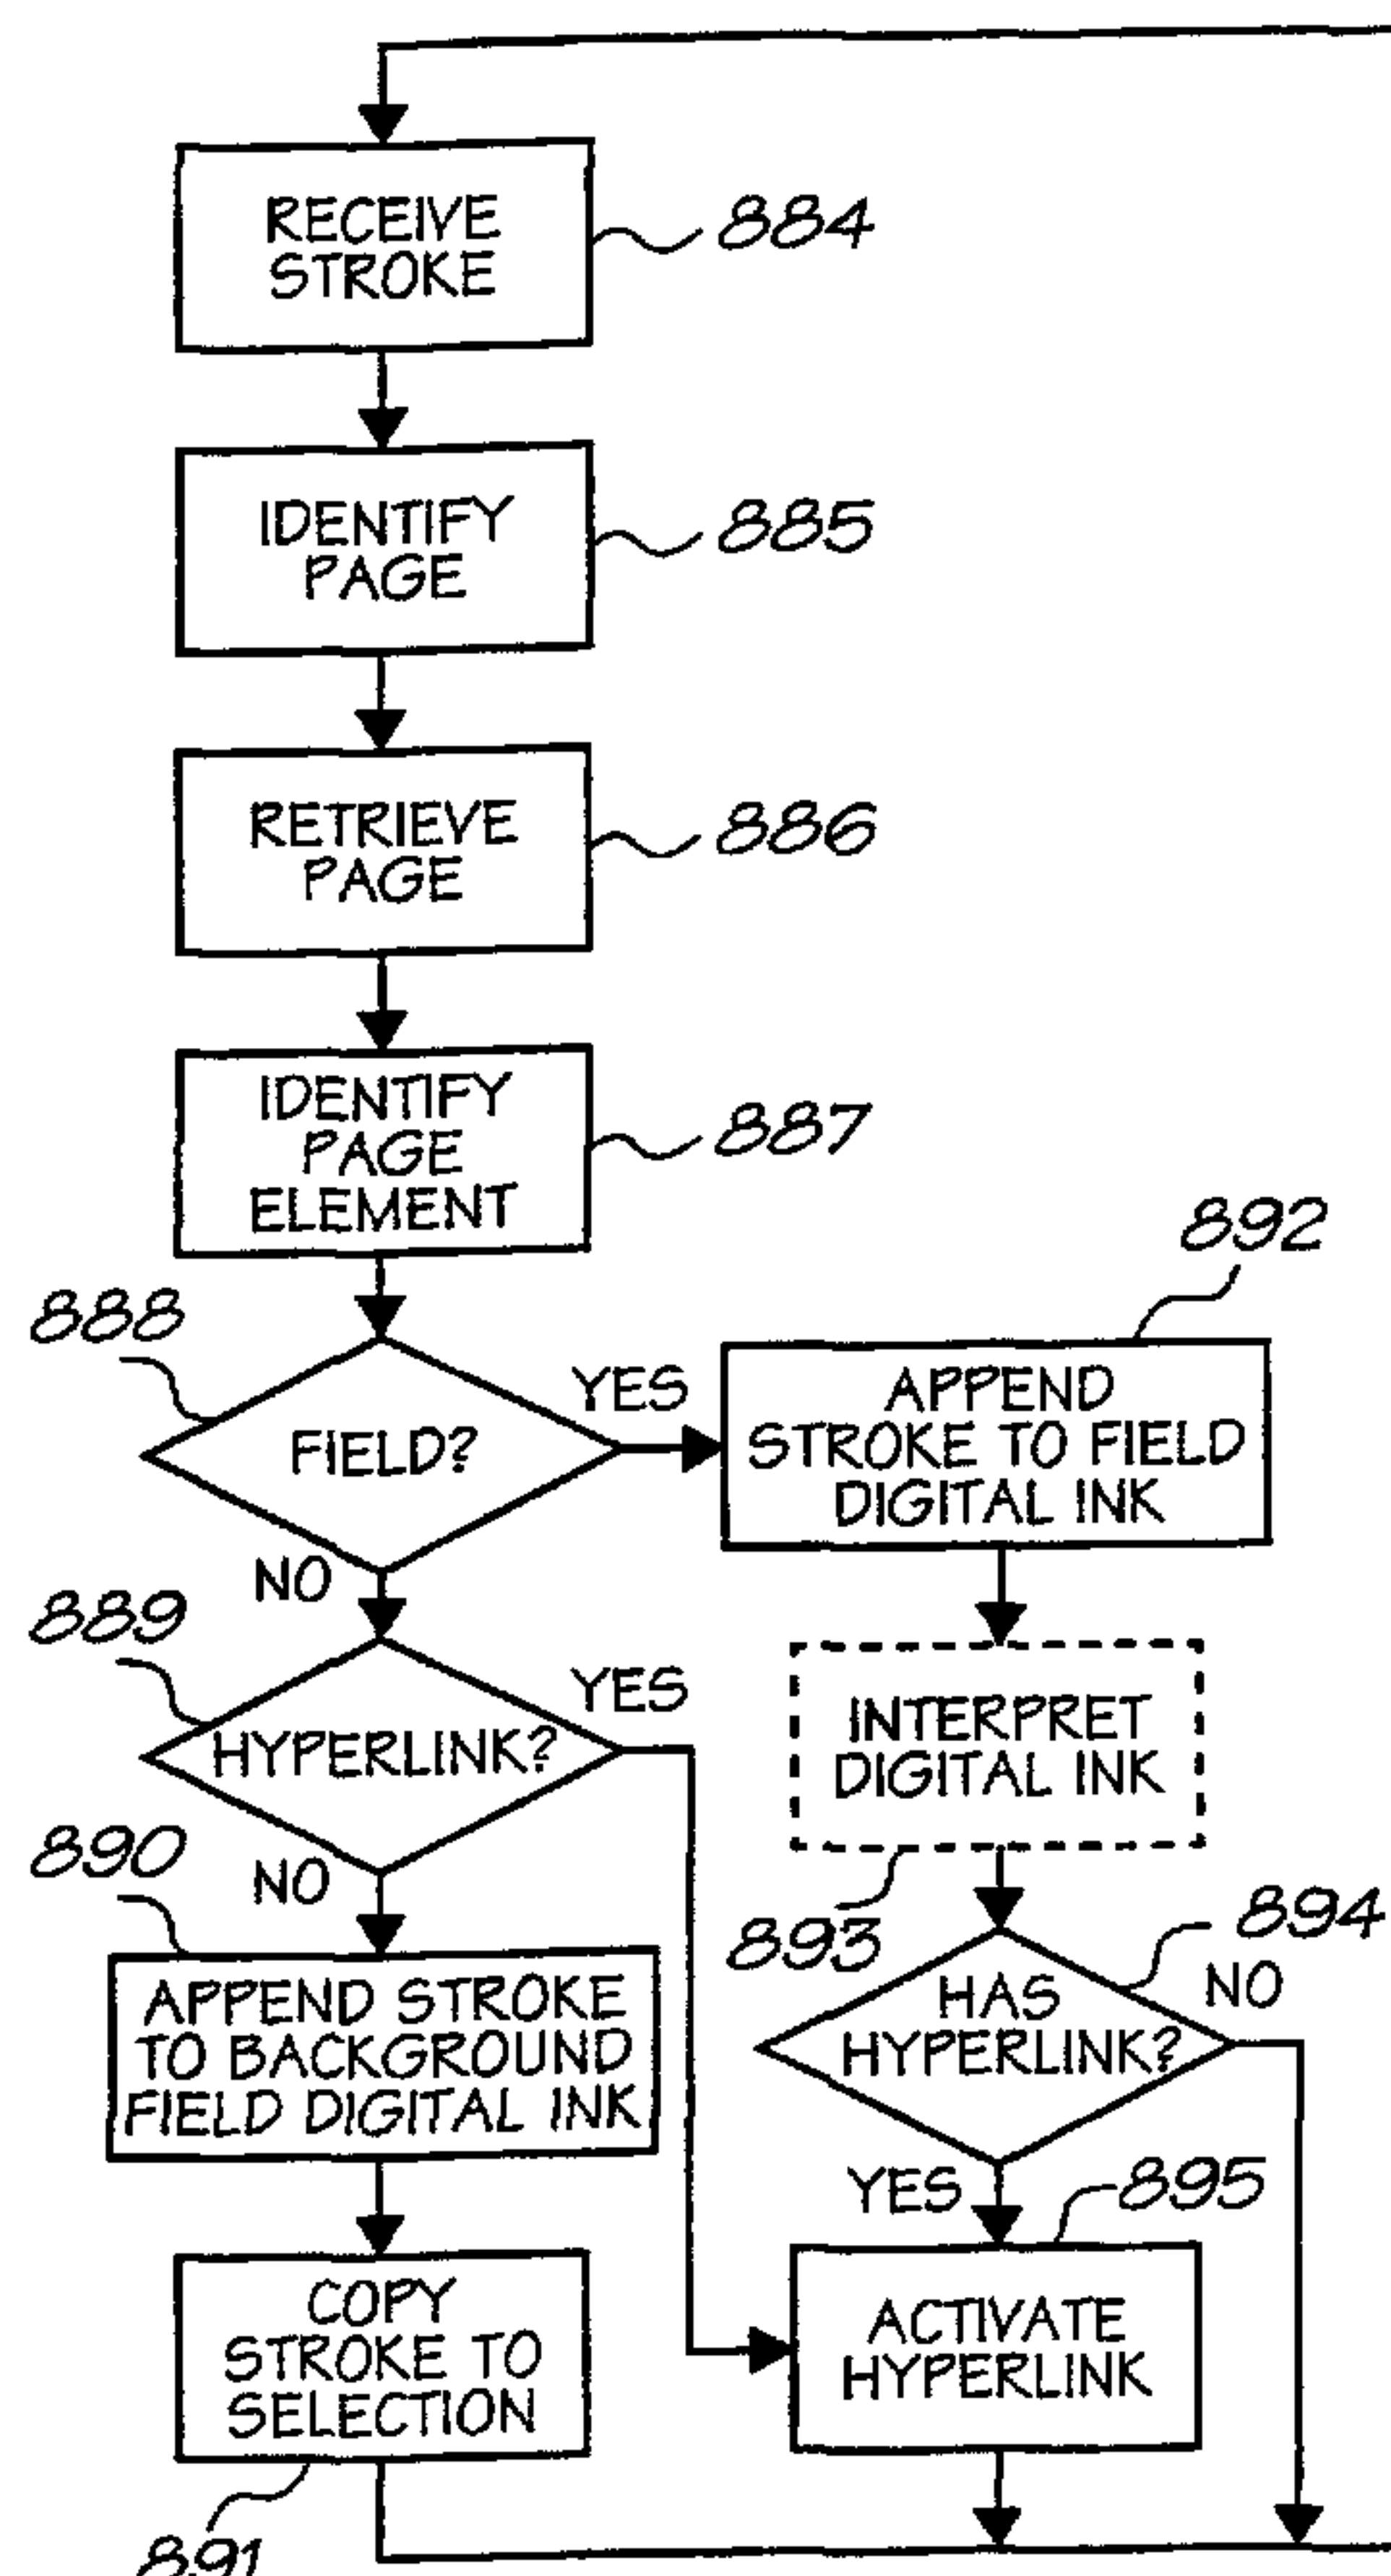 RECEIVE
STROKE
884
IDENTIFY
PAGE
885
RETRIEVE
PAGE
886
IDENTIFY
PAGE
ELEMENT
887
888
FIELD?
YES
NO
892
APPEND
STROKE TO FIELD
DIGITAL INK
889
HYPERLINK?
YES
NO
INTERPRET
DIGITAL INK
893
890
APPEND STROKE
TO BACKGROUND
FIELD DIGITAL INK
894
HAS
HYPERLINK?
NO
YES
895
COPY
STROKE TO
SELECTION
891
ACTIVATE
HYPERLINK